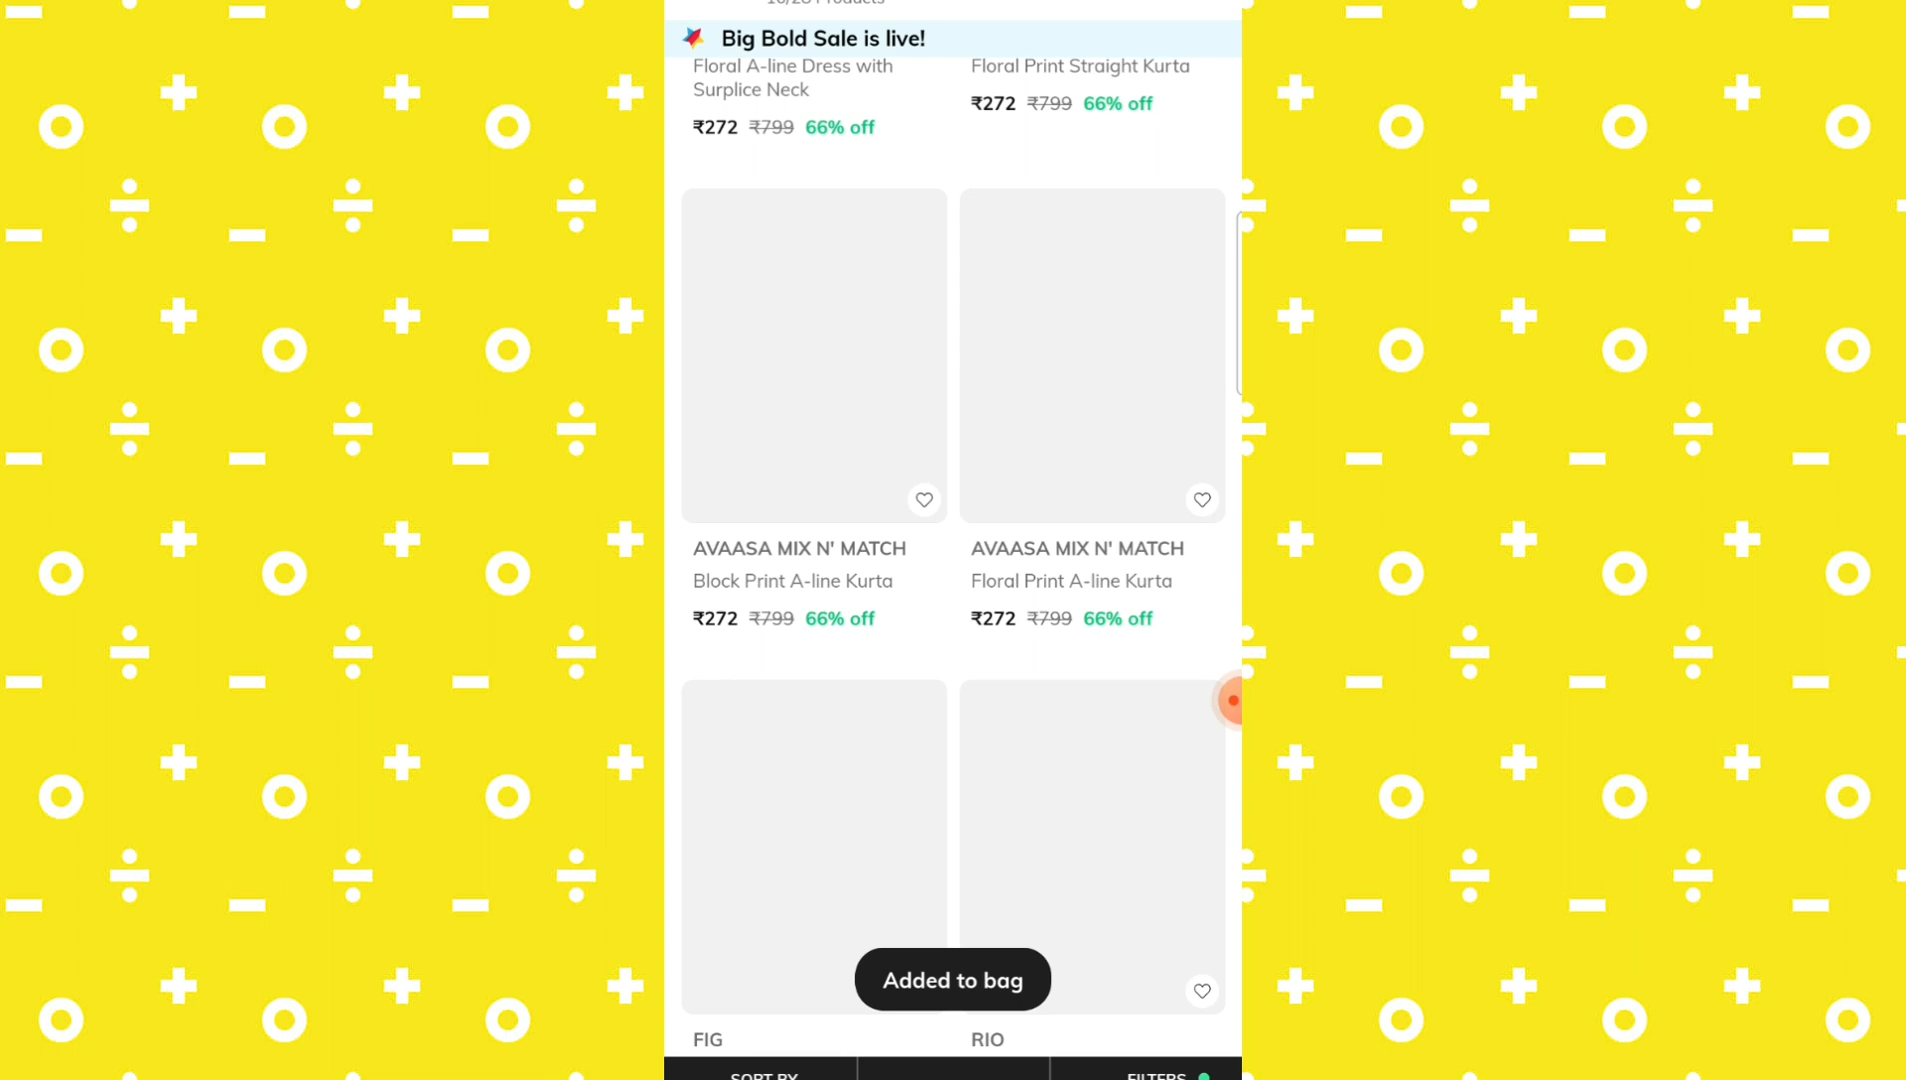 Big Bold Sale is live!
Floral A-line Dress with
Surplice Neck
₹272 ₹799 66% off
Floral Print Straight Kurta
₹272 ₹799 66% off
AVAASA MIX N' MATCH
Block Print A-line Kurta
₹272 ₹799 66% off
AVAASA MIX N' MATCH
Floral Print A-line Kurta
₹272 ₹799 66% off
Added to bag
FIG
RIO
SORT BY
FILTERS